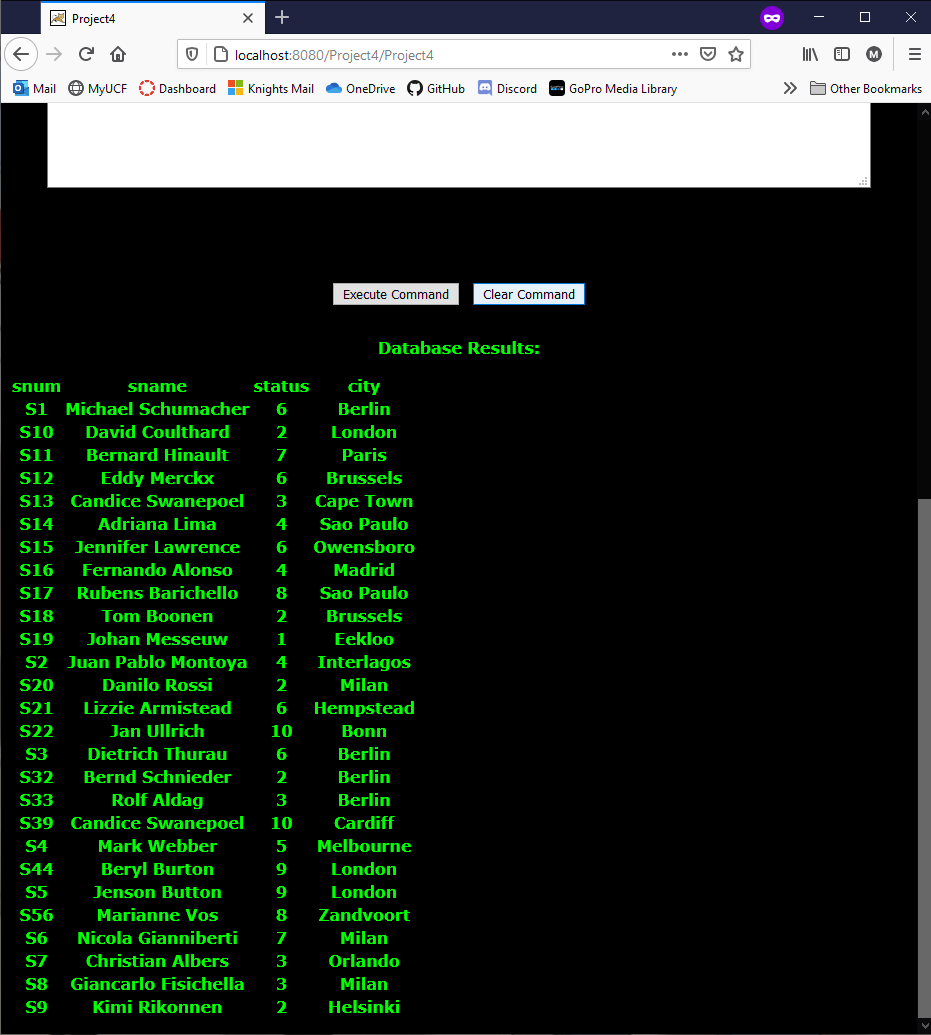 Project4
localhost:8080/Project4/Project4
M
Mail MyUCF Dashboard Knights Mail OneDrive GitHub Discord GoPro Media Library Other Bookmarks
Execute Command Clear Command
Database Results:
snum sname status city
S1 Michael Schumacher 6 Berlin
S10 David Coulthard 2 London
S11 Bernard Hinault 7 Paris
S12 Eddy Merckx 6 Brussels
S13 Candice Swanepoel 3 Cape Town
S14 Adriana Lima 4 Sao Paulo
S15 Jennifer Lawrence 6 Owensboro
S16 Fernando Alonso 4 Madrid
S17 Rubens Barichello 8 Sao Paulo
S18 Tom Boonen 2 Brussels
S19 Johan Messeuw 1 Eekloo
S2 Juan Pablo Montoya 4 Interlagos
S20 Danilo Rossi 2 Milan
S21 Lizzie Armistead 6 Hempstead
S22 Jan Ullrich 10 Bonn
S3 Dietrich Thurau 6 Berlin
S32 Bernd Schnieder 2 Berlin
S33 Rolf Aldag 3 Berlin
S39 Candice Swanepoel 10 Cardiff
S4 Mark Webber 5 Melbourne
S44 Beryl Burton 9 London
S5 Jenson Button 9 London
S56 Marianne Vos 8 Zandvoort
S6 Nicola Gianniberti 7 Milan
S7 Christian Albers 3 Orlando
S8 Giancarlo Fisichella 3 Milan
S9 Kimi Rikonnen 2 Helsinki